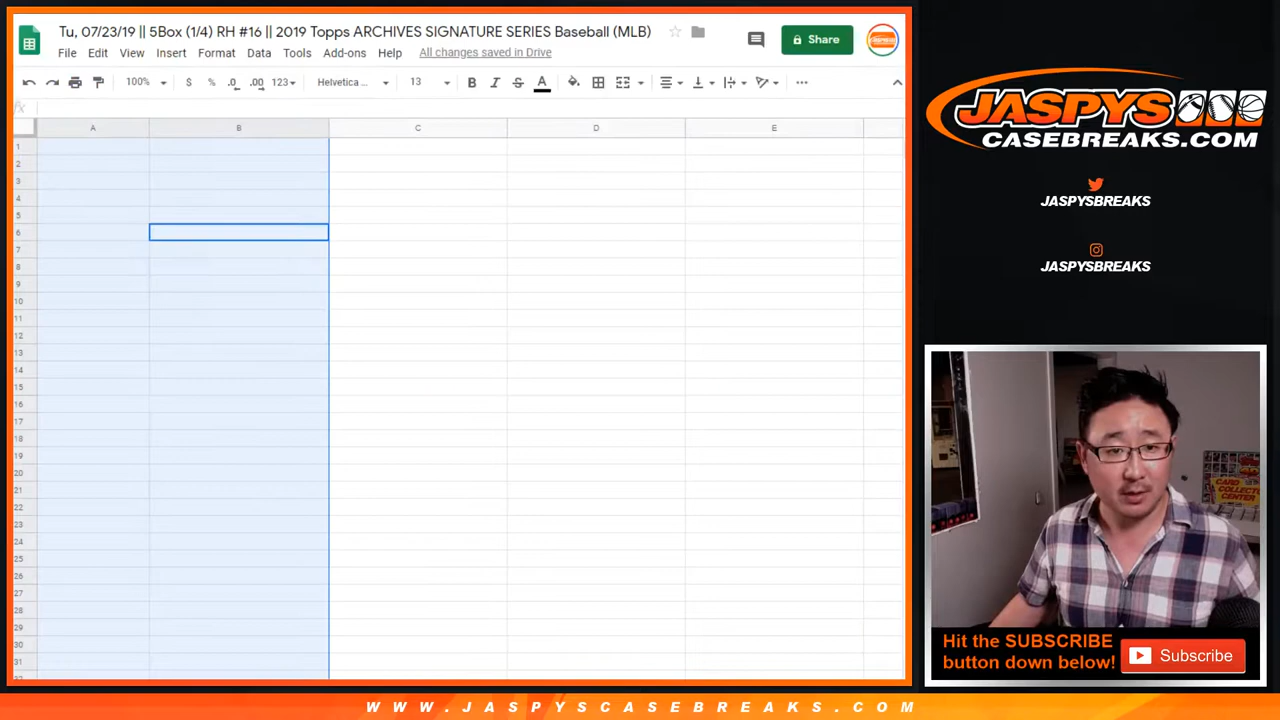 Tu, 07/23/19 || 5Box (1/4) RH #16 || 2019 Topps ARCHIVES SIGNATURE SERIES Baseball (MLB)
Share
File Edit View Insert Format Data Tools Add-ons Help All changes saved in Drive
100% $ % .0 .00 123 Helvetica ... 13 B I S A
fx
A B C D E
1
2
3
4
5
6
7
8
9
10
11
12
13
14
15
16
17
18
19
20
21
22
23
24
25
26
27
28
29
30
31
JASPYS
CASEBREAKS.COM
JASPYSBREAKS
JASPYSBREAKS
CARD
COLLECTOR
CENTER
Hit the SUBSCRIBE
button down below!
Subscribe
WWW.JASPYSCASEBREAKS.COM